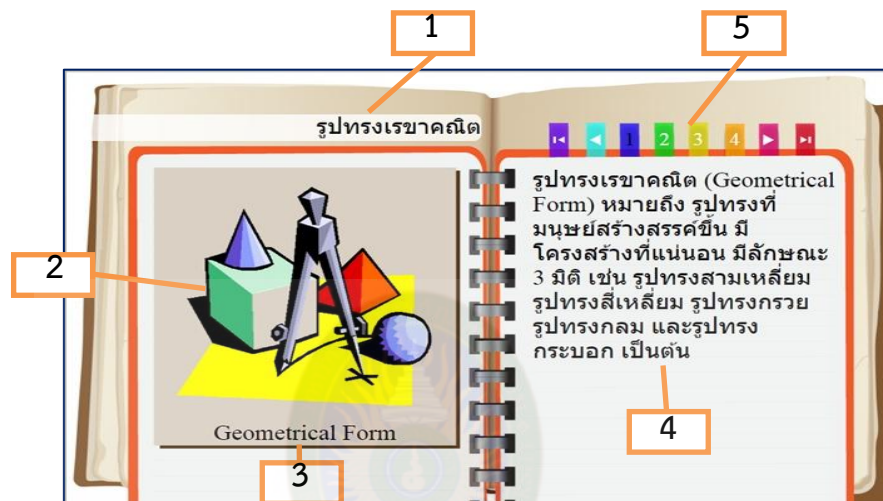 1
5
รูปทรงเรขาคณิต
1 2 3 4
รูปทรงเรขาคณิต (Geometrical
Form) หมายถึง รูปทรงที่
มนุษย์สร้างสรรค์ขึ้น มี
โครงสร้างที่แน่นอน มีลักษณะ
3 มิติ เช่น รูปทรงสามเหลี่ยม
รูปทรงสี่เหลี่ยม รูปทรงกรวย
รูปทรงกลม และรูปทรง
กระบอก เป็นต้น
2
Geometrical Form
3
4